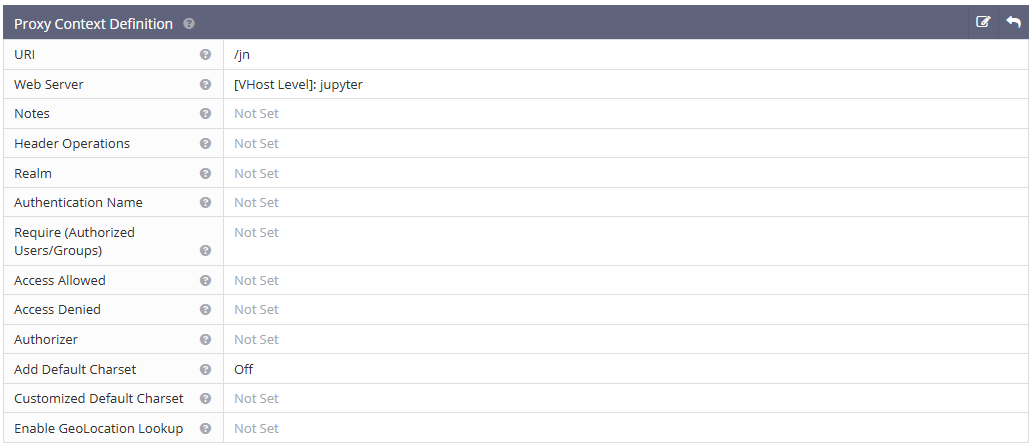 Proxy Context Definition
URI /jn
Web Server [VHost Level]: jupyter
Notes Not Set
Header Operations Not Set
Realm Not Set
Authentication Name Not Set
Require (Authorized Not Set
Users/Groups)
Access Allowed Not Set
Access Denied Not Set
Authorizer Not Set
Add Default Charset Off
Customized Default Charset Not Set
Enable GeoLocation Lookup Not Set